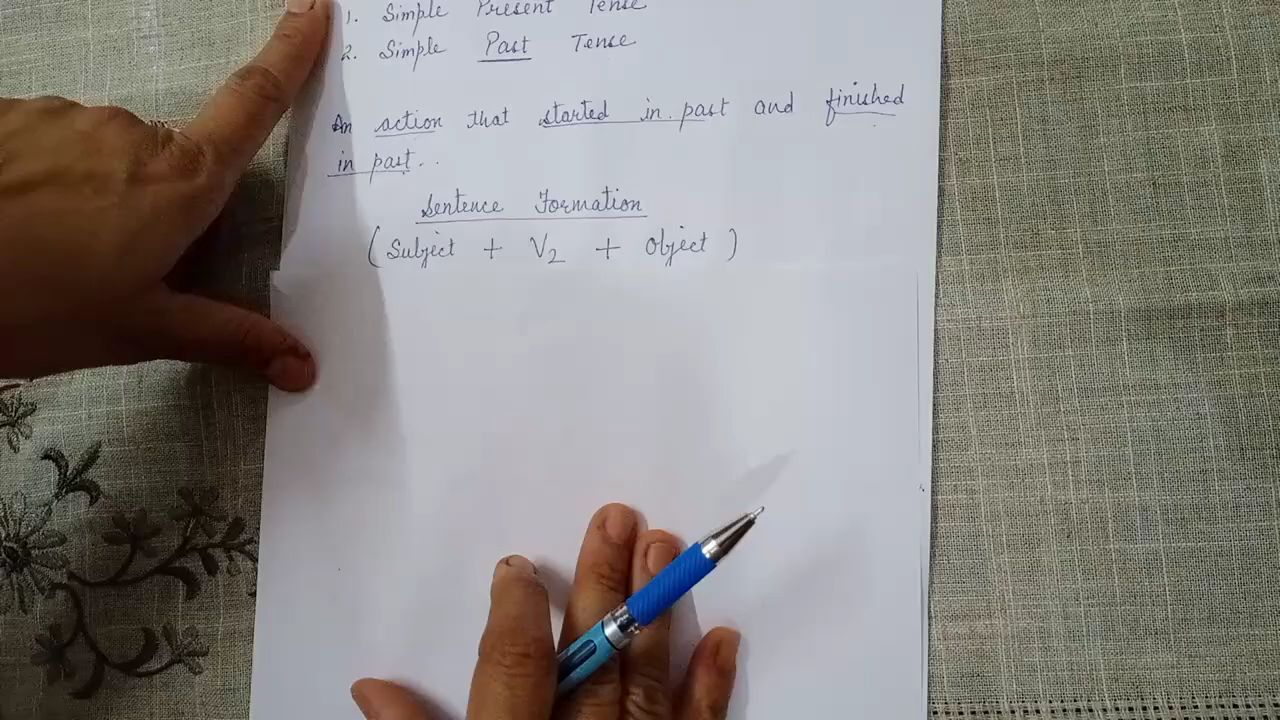 1. Simple Present Tense
2. Simple Past Tense
An action that started in past and finished
in past..
Sentence Formation
(Subject + V₂ + Object)